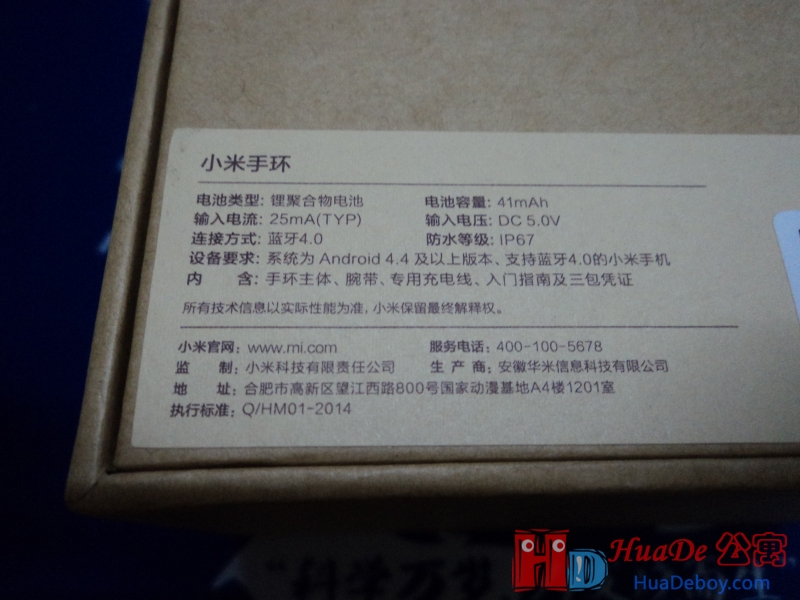 小米手环
电池类型: 锂聚合物电池 电池容量: 41mAh
输入电流: 25mA(TYP) 输入电压: DC 5.0V
连接方式: 蓝牙4.0 防水等级: IP67
设备要求: 系统为 Android 4.4 及以上版本、支持蓝牙4.0的小米手机
内 含: 手环主体、腕带、专用充电线、入门指南及三包凭证
所有技术信息以实际性能为准，小米保留最终解释权。
小米官网: www.mi.com 服务电话: 400-100-5678
监 制: 小米科技有限责任公司 生 产 商: 安徽华米信息科技有限公司
地 址: 合肥市高新区望江西路800号国家动漫基地A4楼1201室
执行标准: Q/HM01-2014
HD HuaDe 公寓
HuaDeboy.com